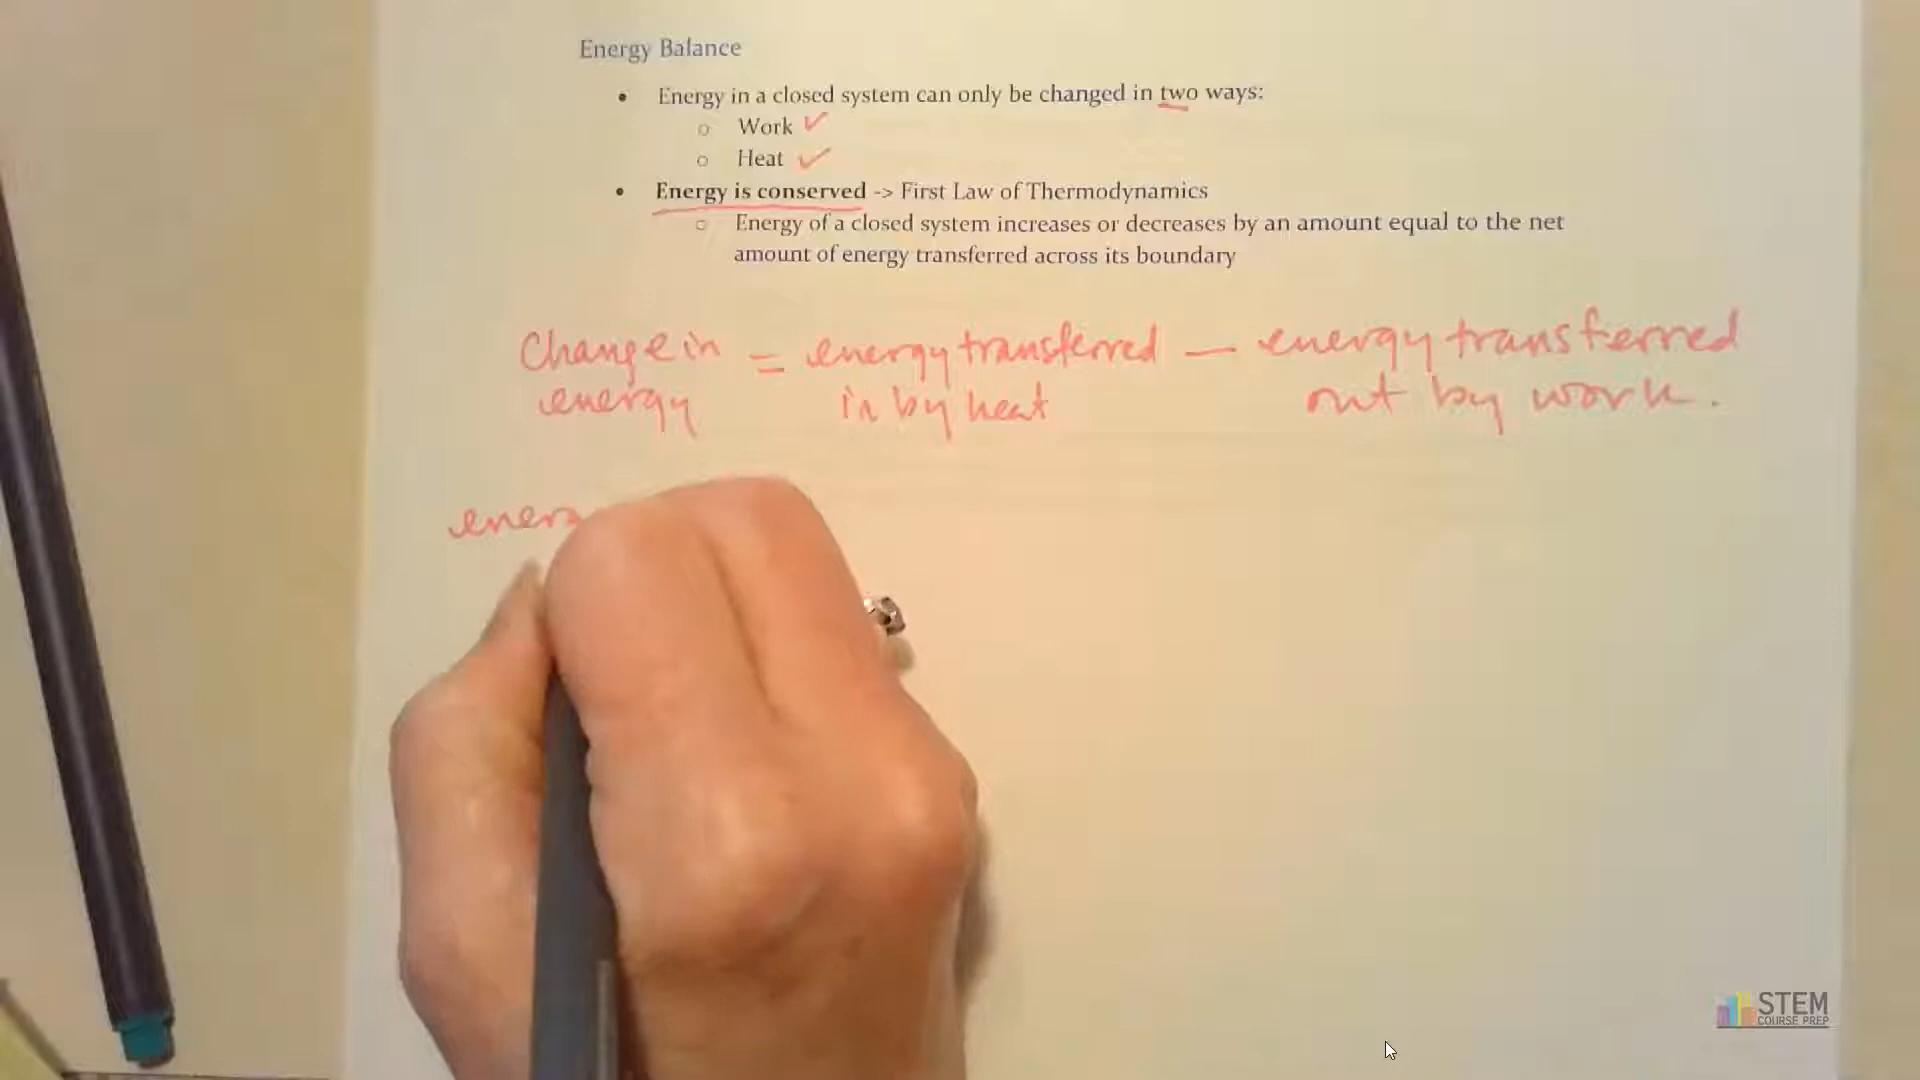 Energy Balance
• Energy in a closed system can only be changed in two ways:
o Work ✓
o Heat ✓
• Energy is conserved -> First Law of Thermodynamics
o Energy of a closed system increases or decreases by an amount equal to the net
amount of energy transferred across its boundary
Change in = energy transferred — energy transferred
energy in by heat out by work.
energ
STEM
COURSE PREP